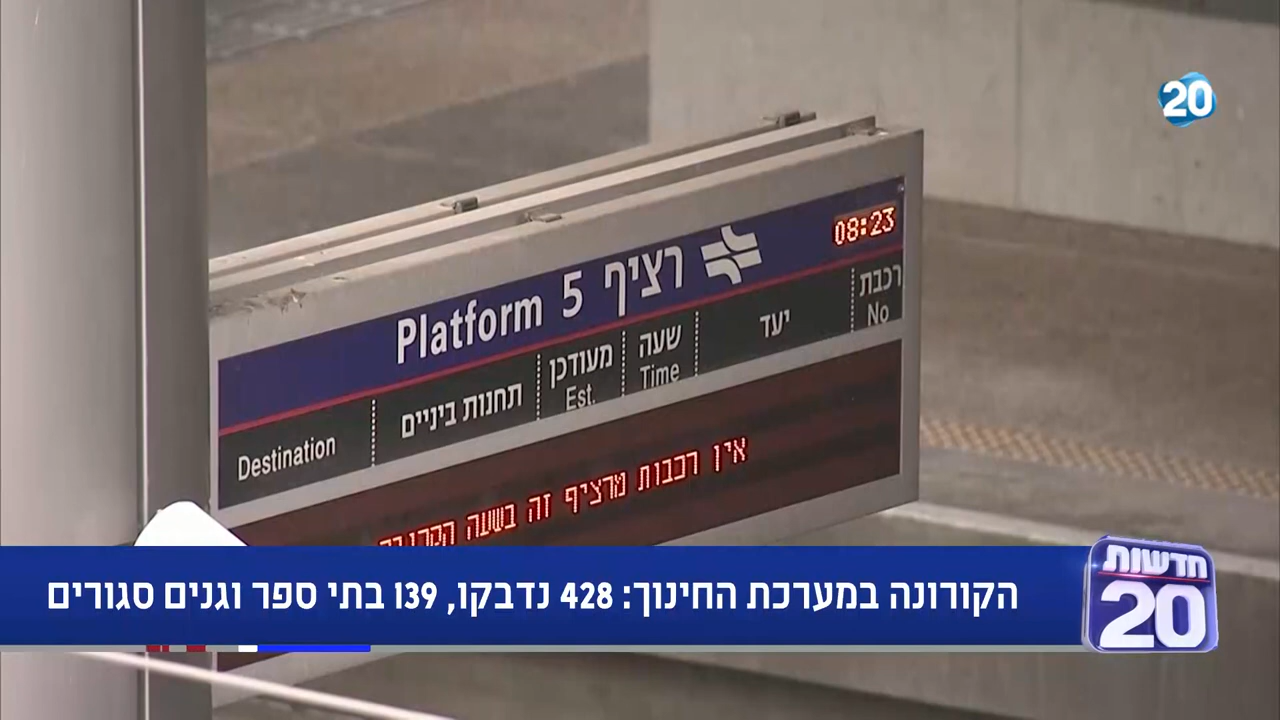 20
08:23
רציף 5 Platform
רכבת יעד שעה מעודכן תחנות ביניים Destination
No Time Est.
אין רכבות מרציף זה בשעה הקרובה
הקורונה במערכת החינוך: 428 נדבקו, 139 בתי ספר וגנים סגורים
חדשות
20